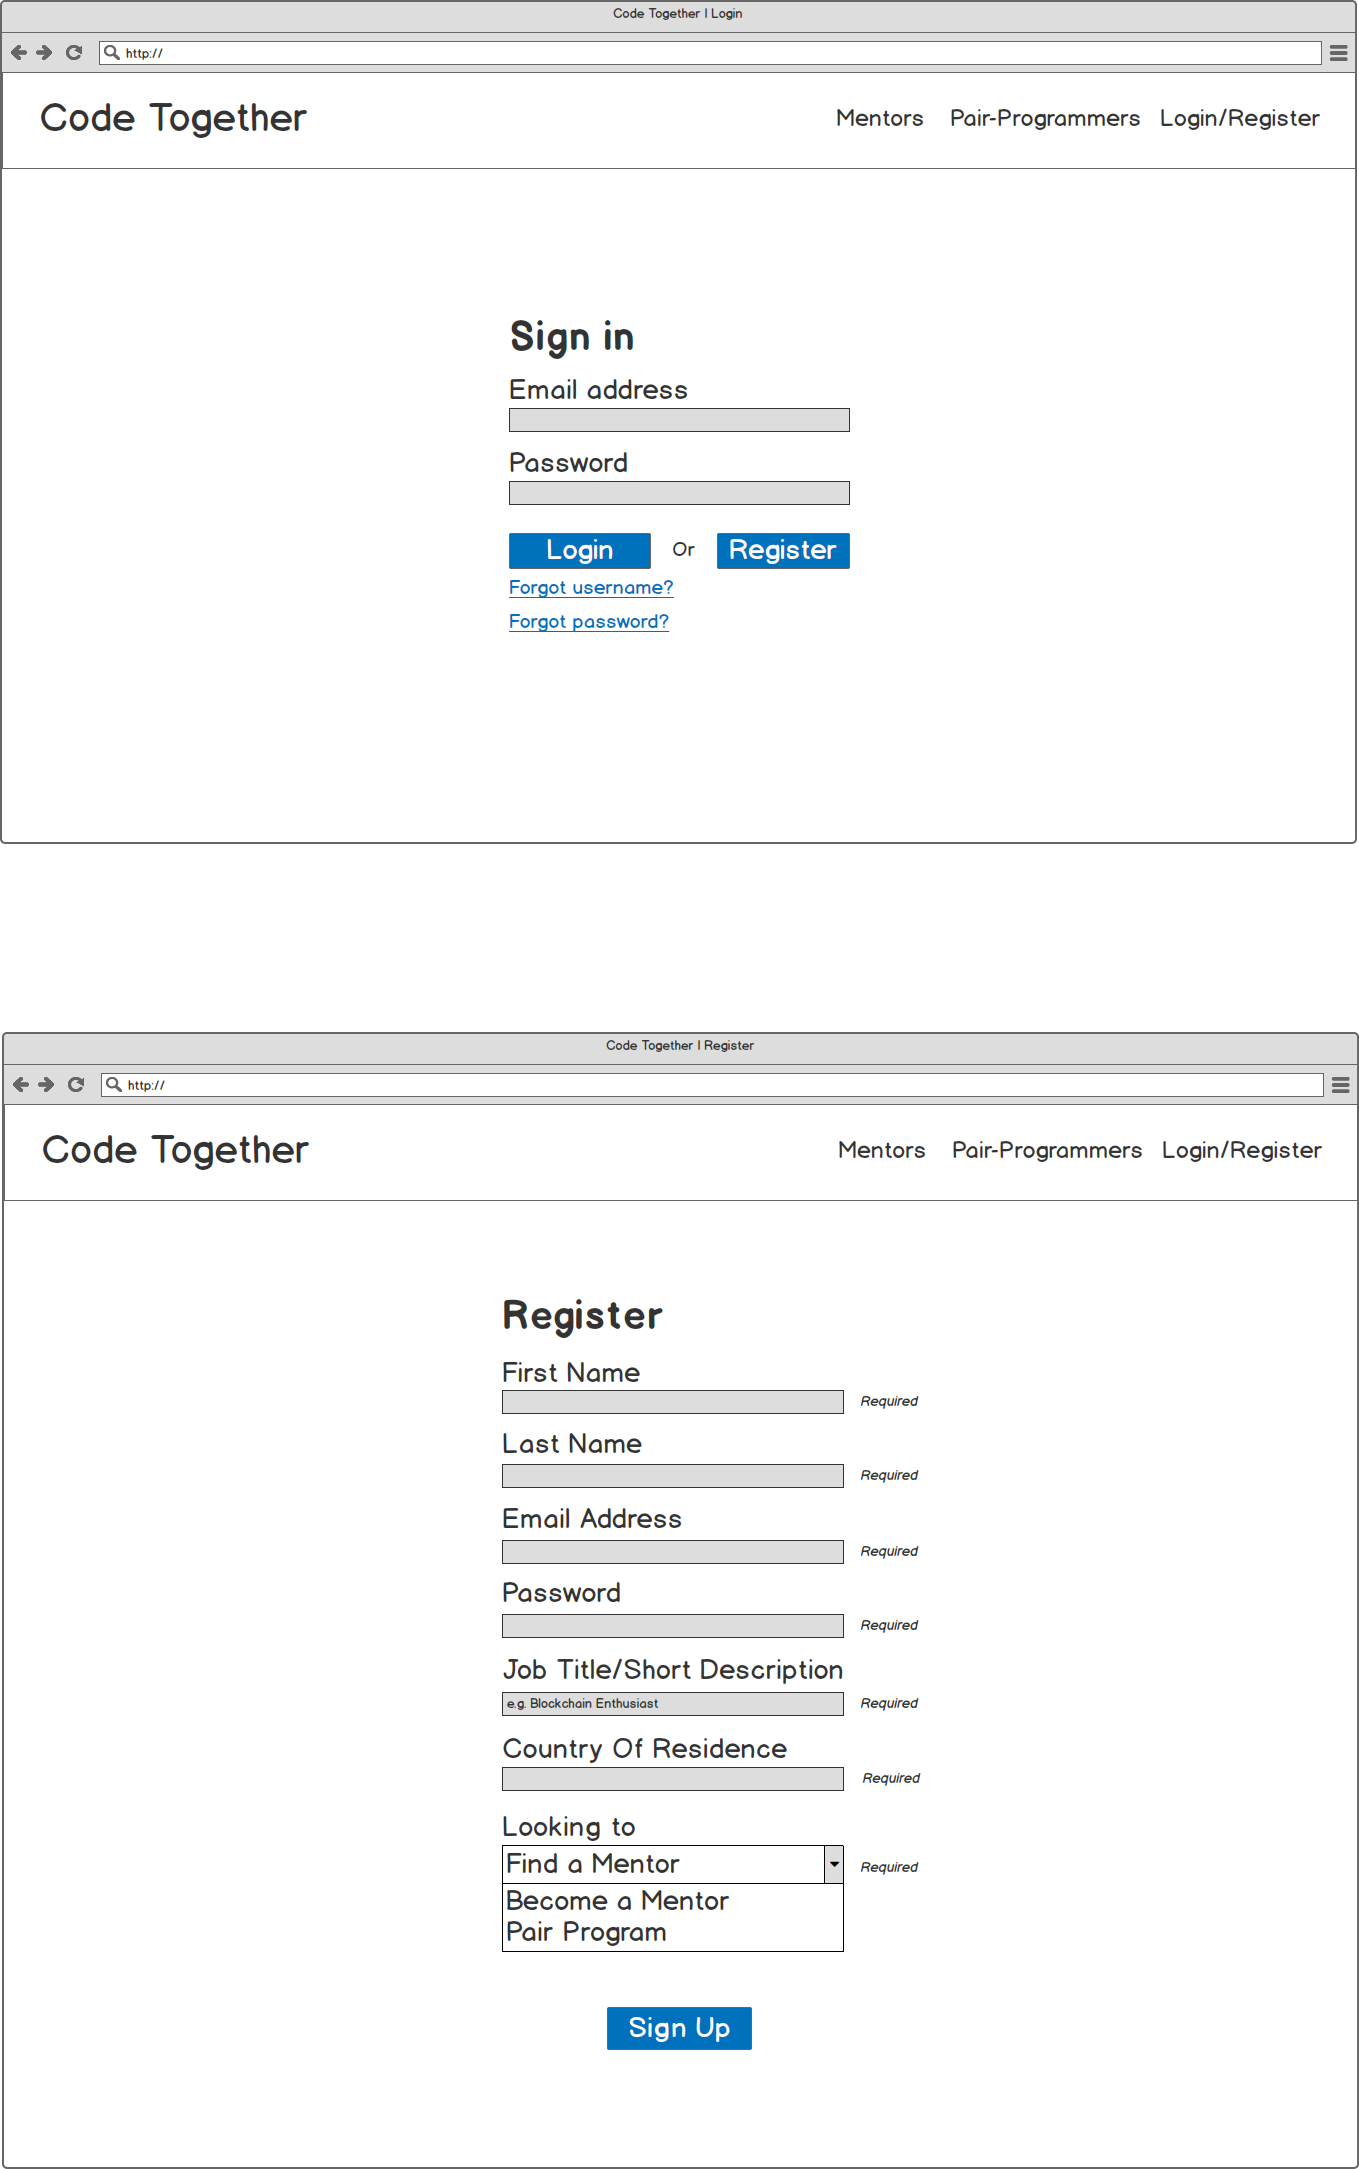 Code Together | Login
http://
Code Together
Mentors Pair-Programmers Login/Register
Sign in
Email address
Password
Login Or Register
Forgot username?
Forgot password?
Code Together | Register
http://
Code Together
Mentors Pair-Programmers Login/Register
Register
First Name
Required
Last Name
Required
Email Address
Required
Password
Required
Job Title/Short Description
e.g. Blockchain Enthusiast Required
Country Of Residence
Required
Looking to
Find a Mentor Required
Become a Mentor
Pair Program
Sign Up